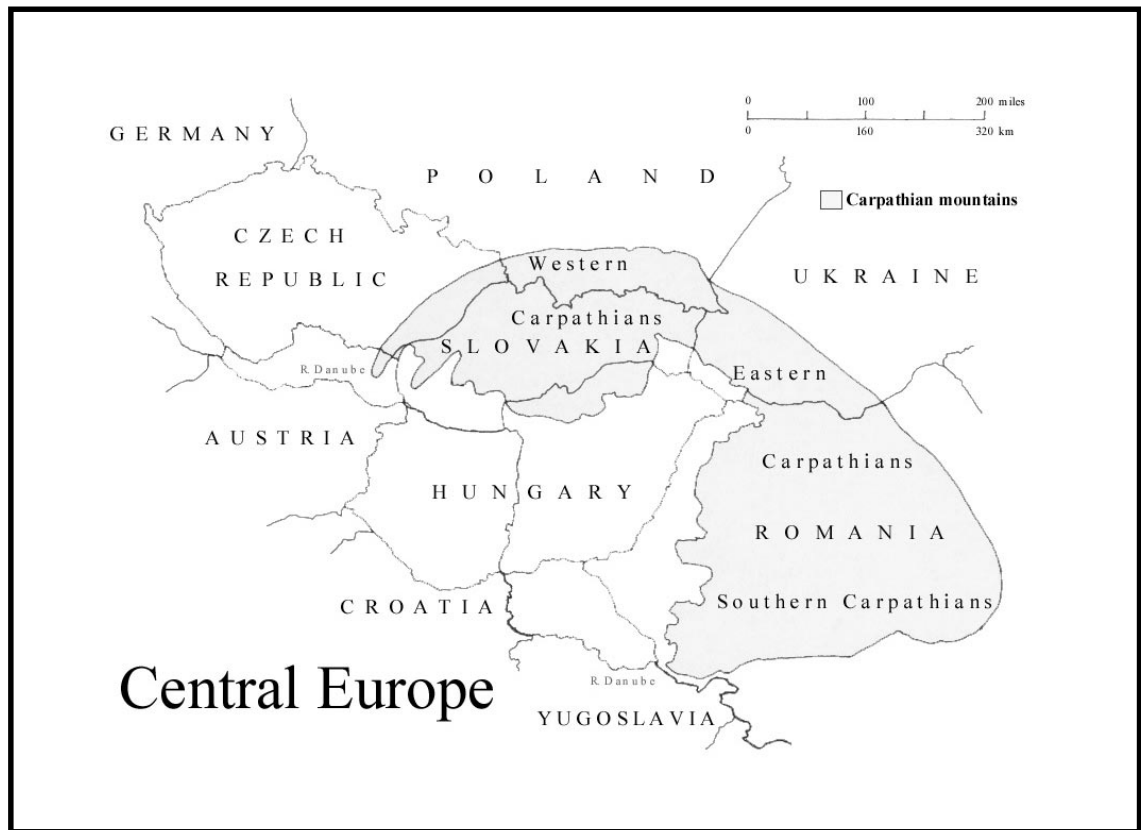 0 100 200 miles
0 160 320 km
GERMANY
POLAND
Carpathian mountains
CZECH
REPUBLIC
Western
UKRAINE
Carpathians
SLOVAKIA
R. Danube
Eastern
AUSTRIA
Carpathians
HUNGARY
ROMANIA
CROATIA
Southern Carpathians
Central Europe
R. Danube
YUGOSLAVIA